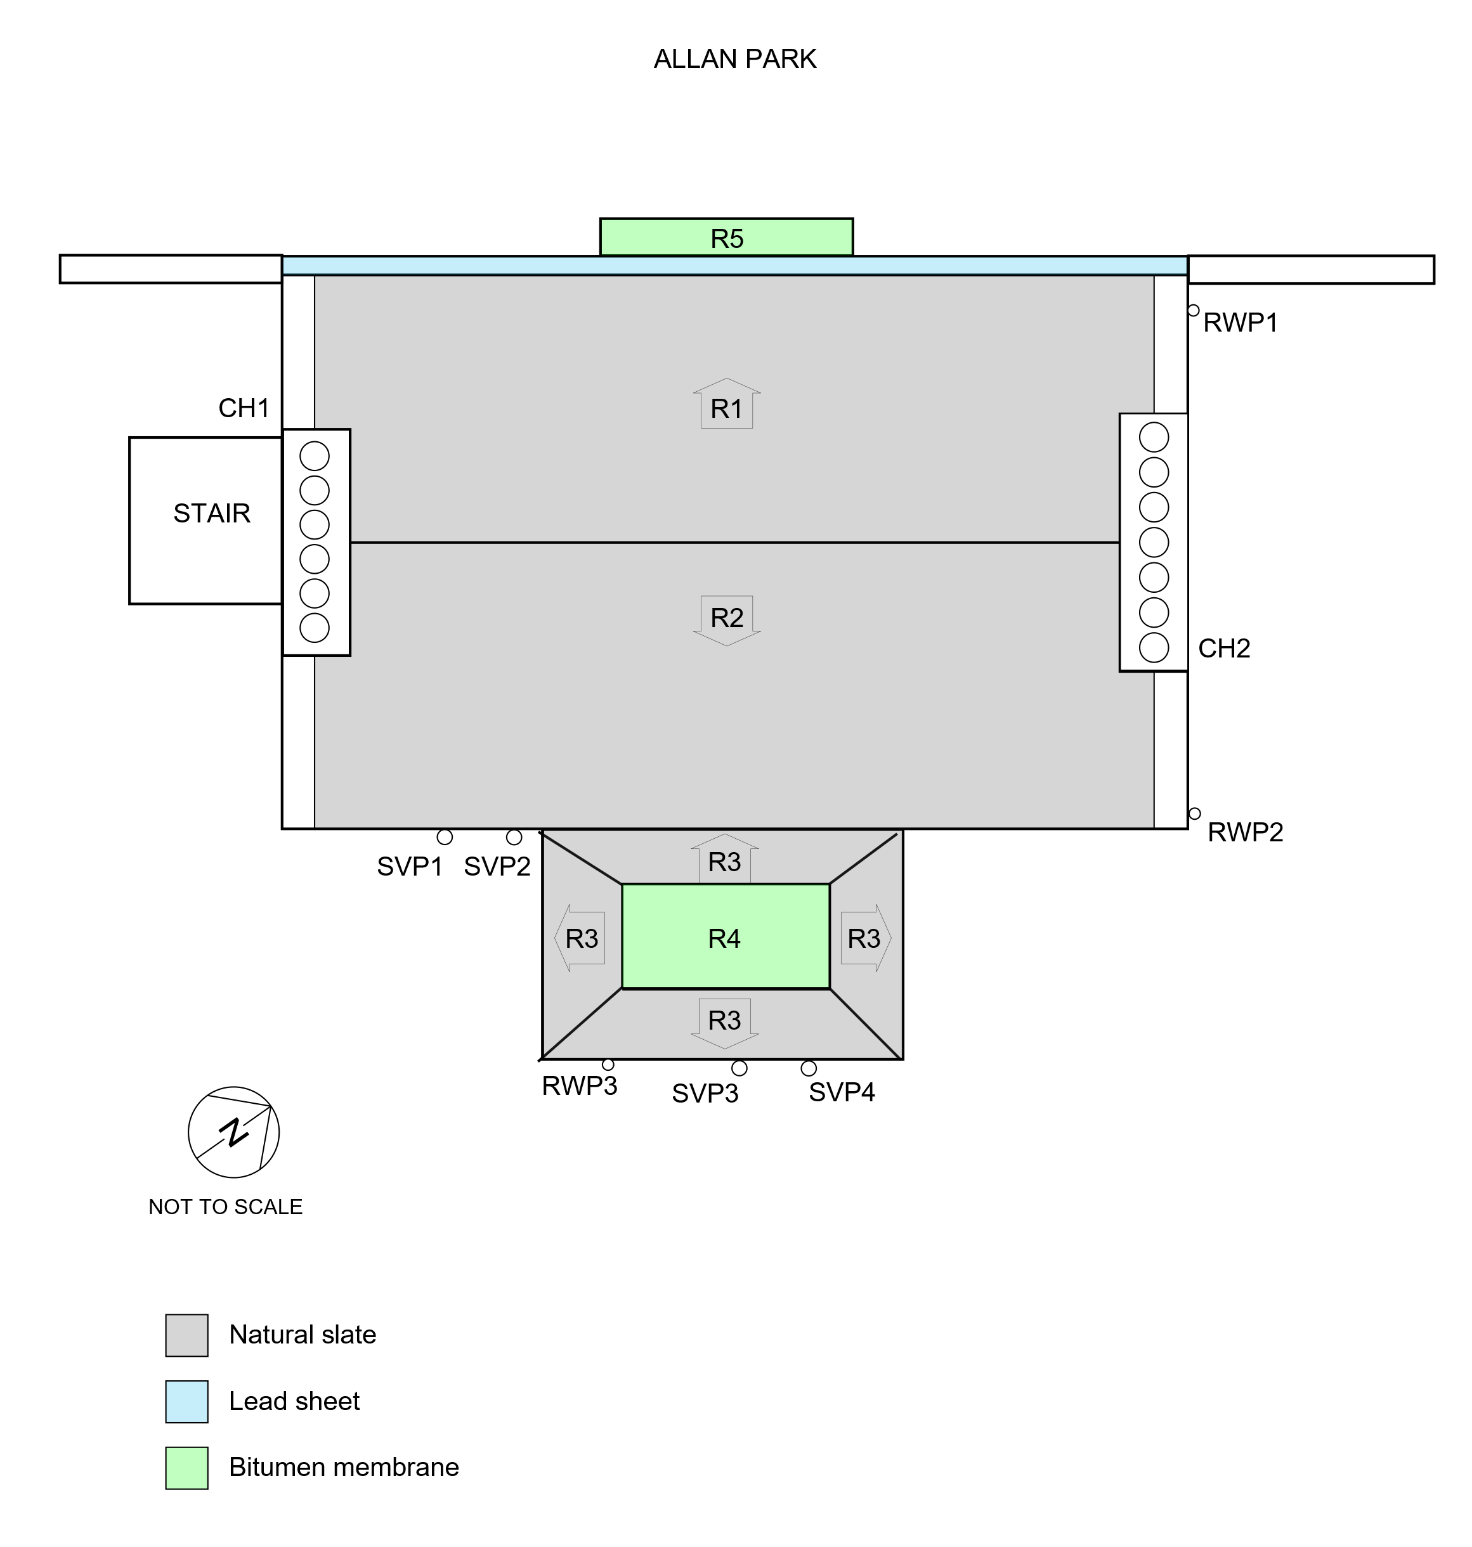 ALLAN PARK
R5
RWP1
CH1
R1
STAIR
R2
CH2
RWP2
SVP1
SVP2
R3
R3
R4
R3
R3
RWP3
SVP3
SVP4
N
NOT TO SCALE
Natural slate
Lead sheet
Bitumen membrane